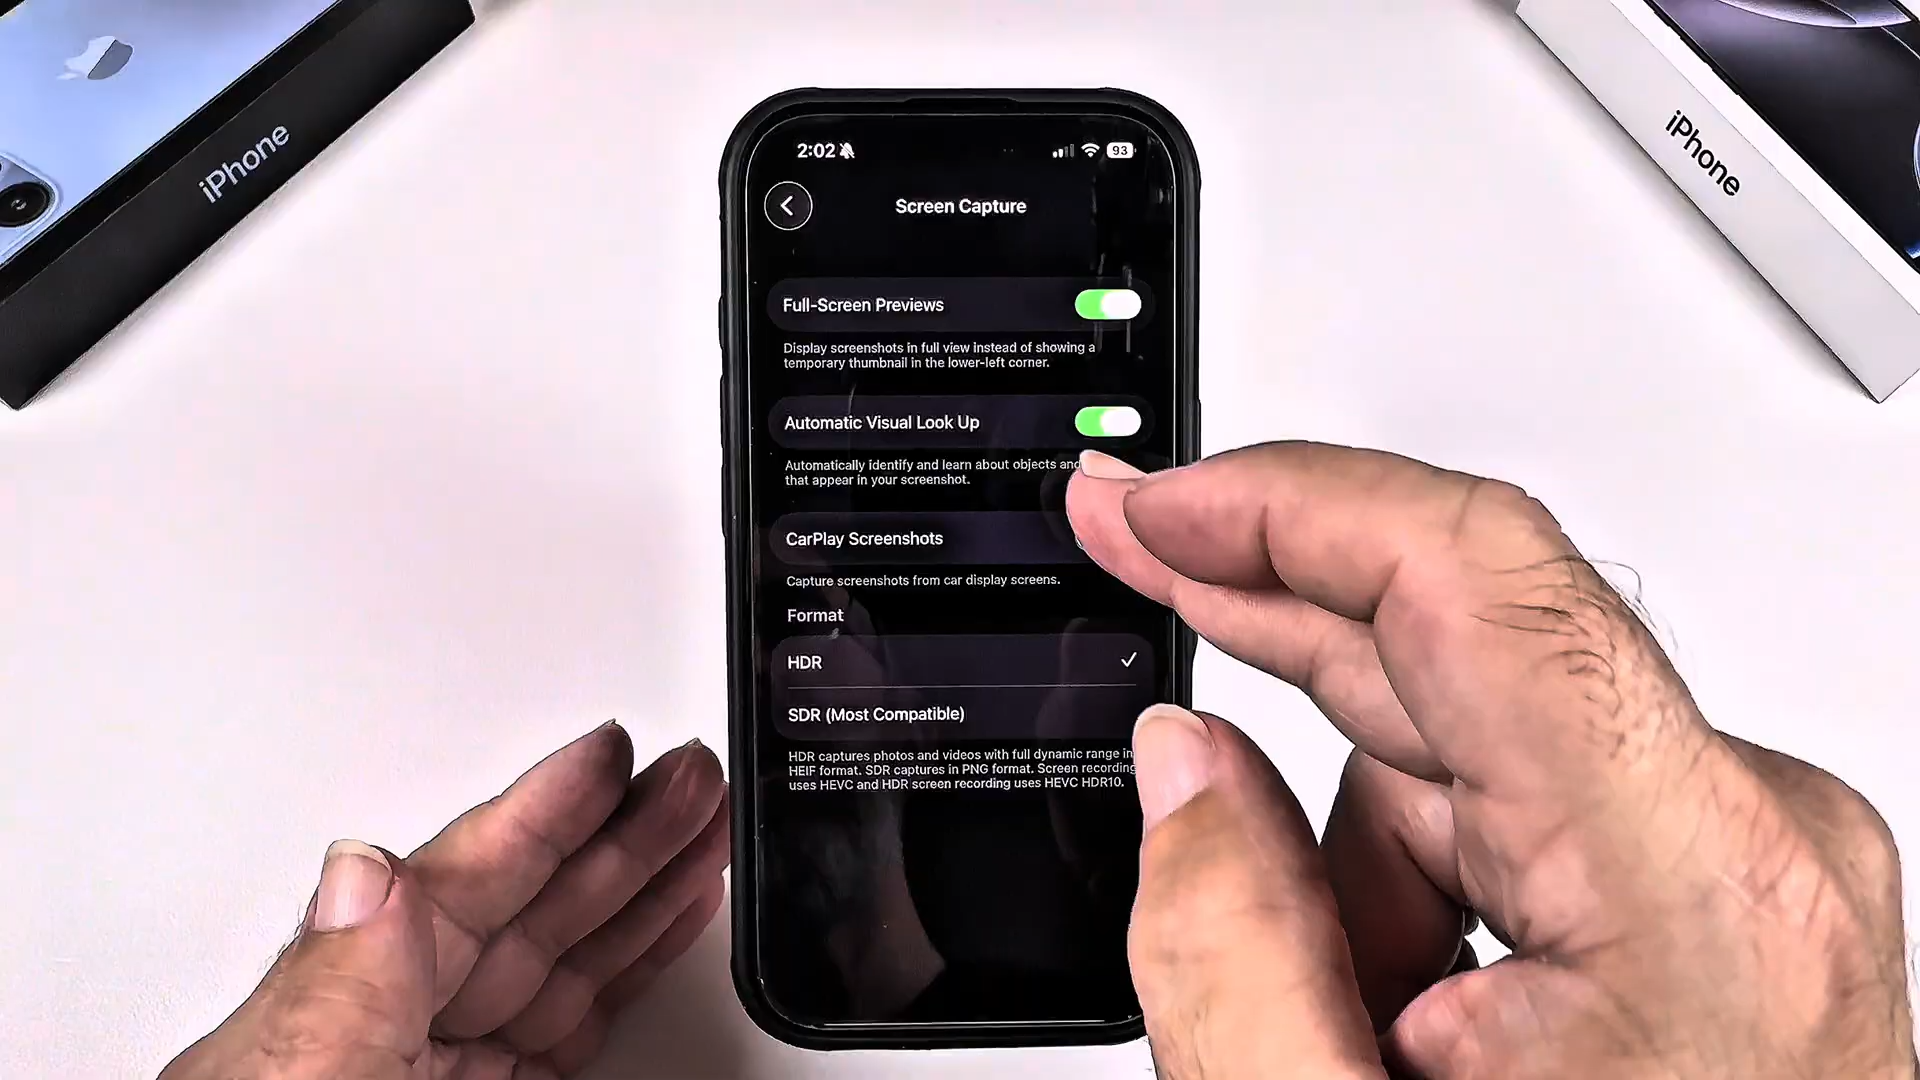 iPhone
iPhone
2:02
93
Screen Capture
Full-Screen Previews
Display screenshots in full view instead of showing a
temporary thumbnail in the lower-left corner.
Automatic Visual Look Up
Automatically identify and learn about objects and
that appear in your screenshot.
CarPlay Screenshots
Capture screenshots from car display screens.
Format
HDR
SDR (Most Compatible)
HDR captures photos and videos with full dynamic range in
HEIF format. SDR captures in PNG format. Screen recording
uses HEVC and HDR screen recording uses HEVC HDR10.